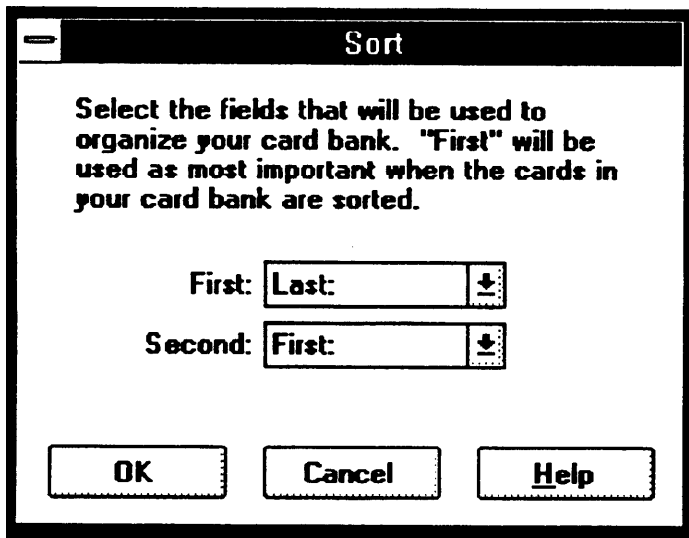 Sort
Select the fields that will be used to
organize your card bank. "First" will be
used as most important when the cards in
your card bank are sorted.
First: Last:
Second: First:
OK Cancel Help